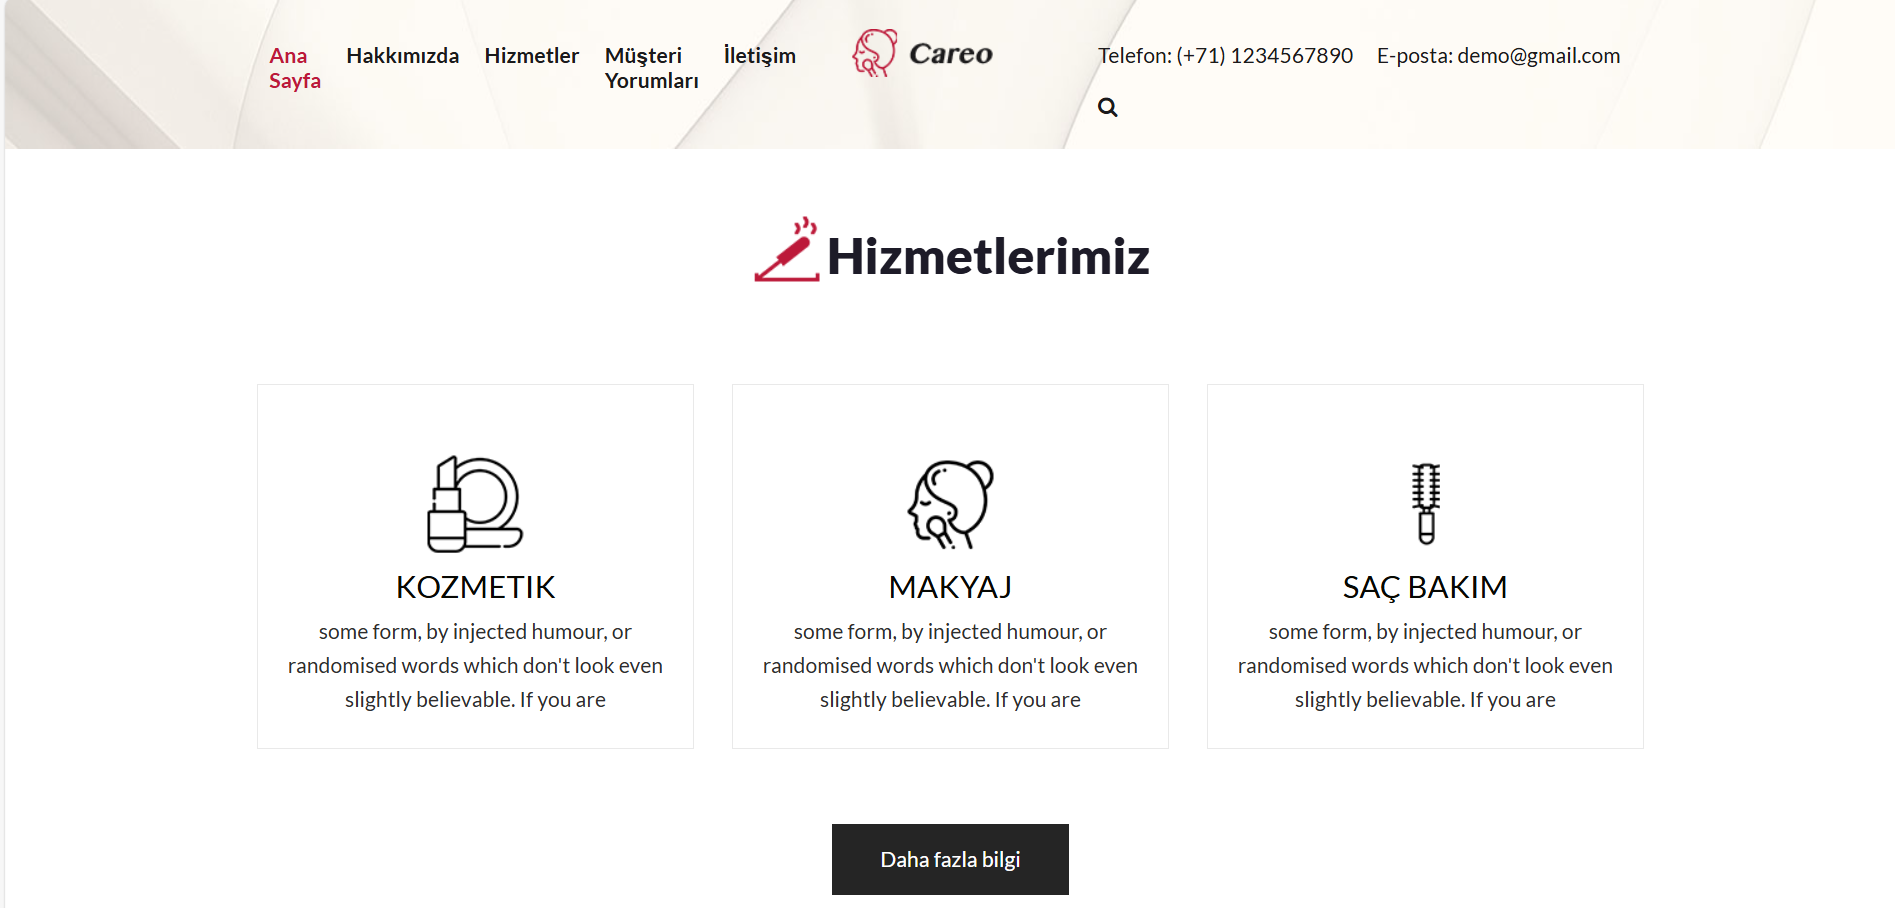 Ana Sayfa
Hakkımızda
Hizmetler
Müşteri Yorumları
İletişim
Careo
Telefon: (+71) 1234567890
E-posta: demo@gmail.com
Hizmetlerimiz
KOZMETIK
some form, by injected humour, or
randomised words which don't look even
slightly believable. If you are
MAKYAJ
some form, by injected humour, or
randomised words which don't look even
slightly believable. If you are
SAÇ BAKIM
some form, by injected humour, or
randomised words which don't look even
slightly believable. If you are
Daha fazla bilgi